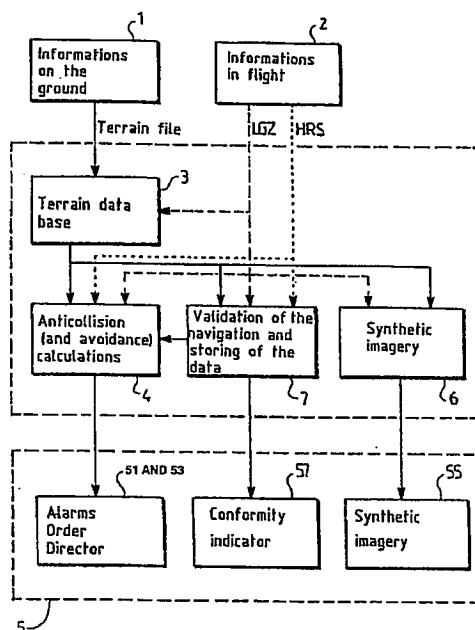 1
2
Informations
on the
ground
Informations
in flight
Terrain file
LGZ
HRS
3
Terrain data
base
Anticollision
(and avoidance)
calculations
Validation of the
navigation and
storing of the
data
Synthetic
imagery
4
7
6
51 AND 53
57
55
Alarms
Order
Director
Conformity
indicator
Synthetic
imagery
5